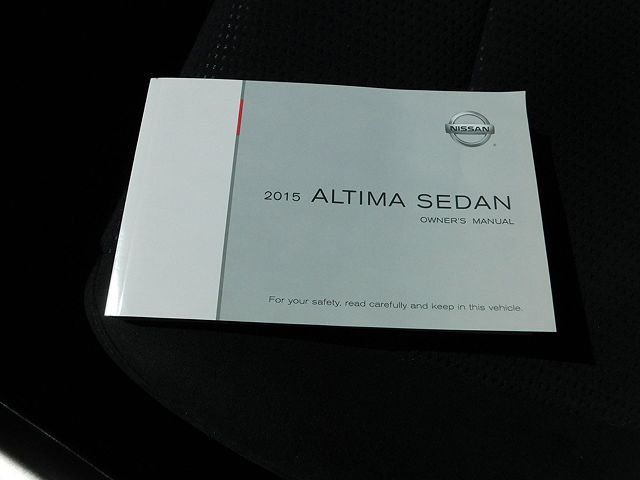 NISSAN
2015 ALTIMA SEDAN
OWNER'S MANUAL
For your safety, read carefully and keep in this vehicle.